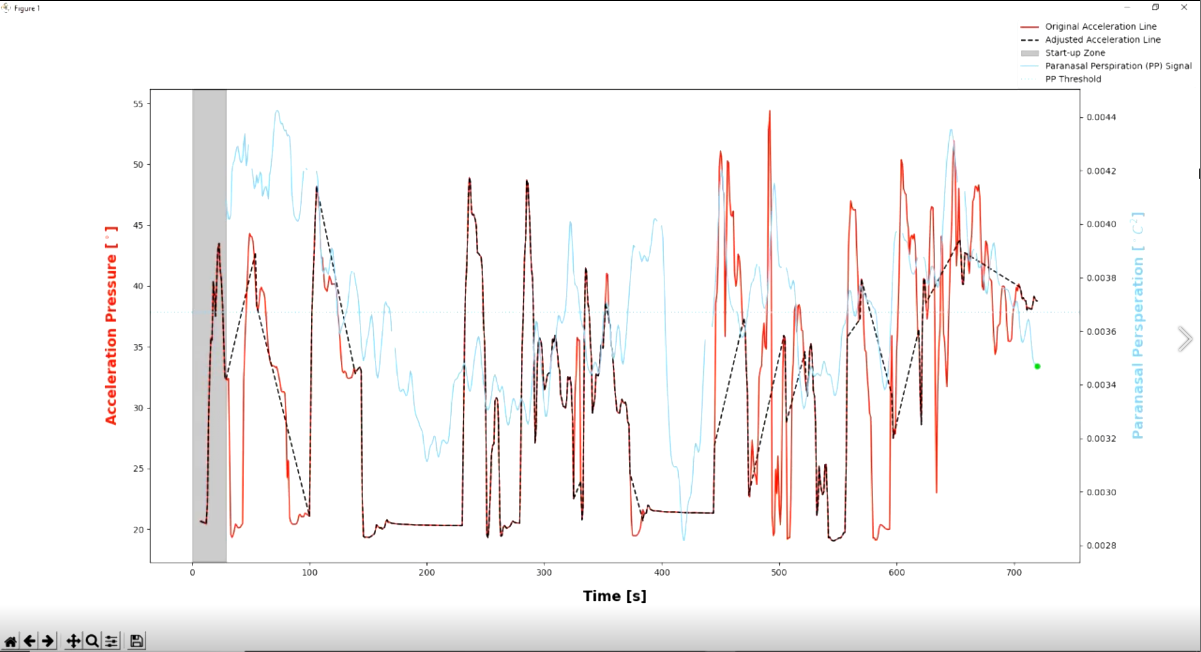 Figure 1
Original Acceleration Line
Adjusted Acceleration Line
Start-up Zone
Paranasal Perspiration (PP) Signal
PP Threshold
Acceleration Pressure [°]
55
50
45
40
35
30
25
20
0.0044
0.0042
0.0040
0.0038
0.0036
0.0034
0.0032
0.0030
0.0028
Paranasal Persperation [°C²]
0 100 200 300 400 500 600 700
Time [s]